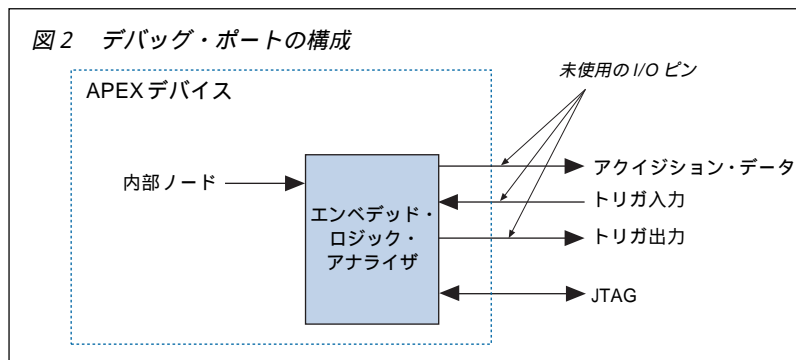 図 2　デバッグ・ポートの構成
未使用の I/O ピン
APEX デバイス
アクイジション・データ
内部ノード
トリガ入力
エンベデッド・
ロジック・
アナライザ
トリガ出力
JTAG